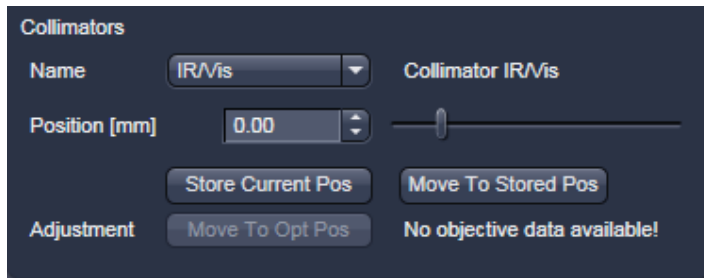 Collimators
Name IR/Vis Collimator IR/Vis
Position [mm] 0.00
Store Current Pos Move To Stored Pos
Adjustment Move To Opt Pos No objective data available!